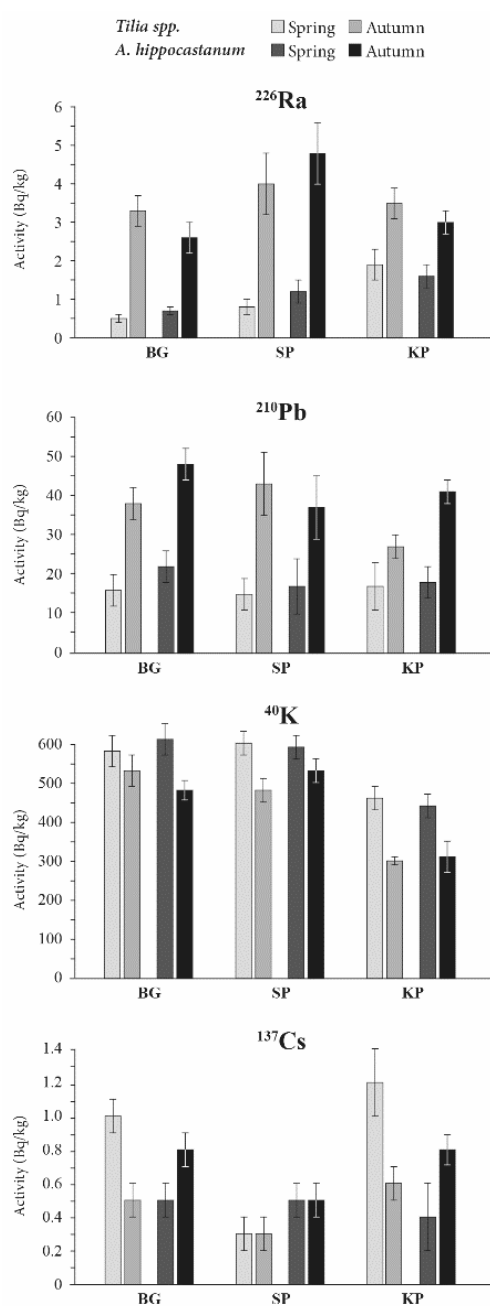 Tilia spp. Spring Autumn
A. hippocastanum Spring Autumn
²²⁶Ra
Activity (Bq/kg)
6
5
4
3
2
1
0
BG SP KP
²¹⁰Pb
Activity (Bq/kg)
60
50
40
30
20
10
0
BG SP KP
⁴⁰K
Activity (Bq/kg)
600
500
400
300
200
100
0
BG SP KP
¹³⁷Cs
Activity (Bq/kg)
1.4
1.2
1.0
0.8
0.6
0.4
0.2
0
BG SP KP